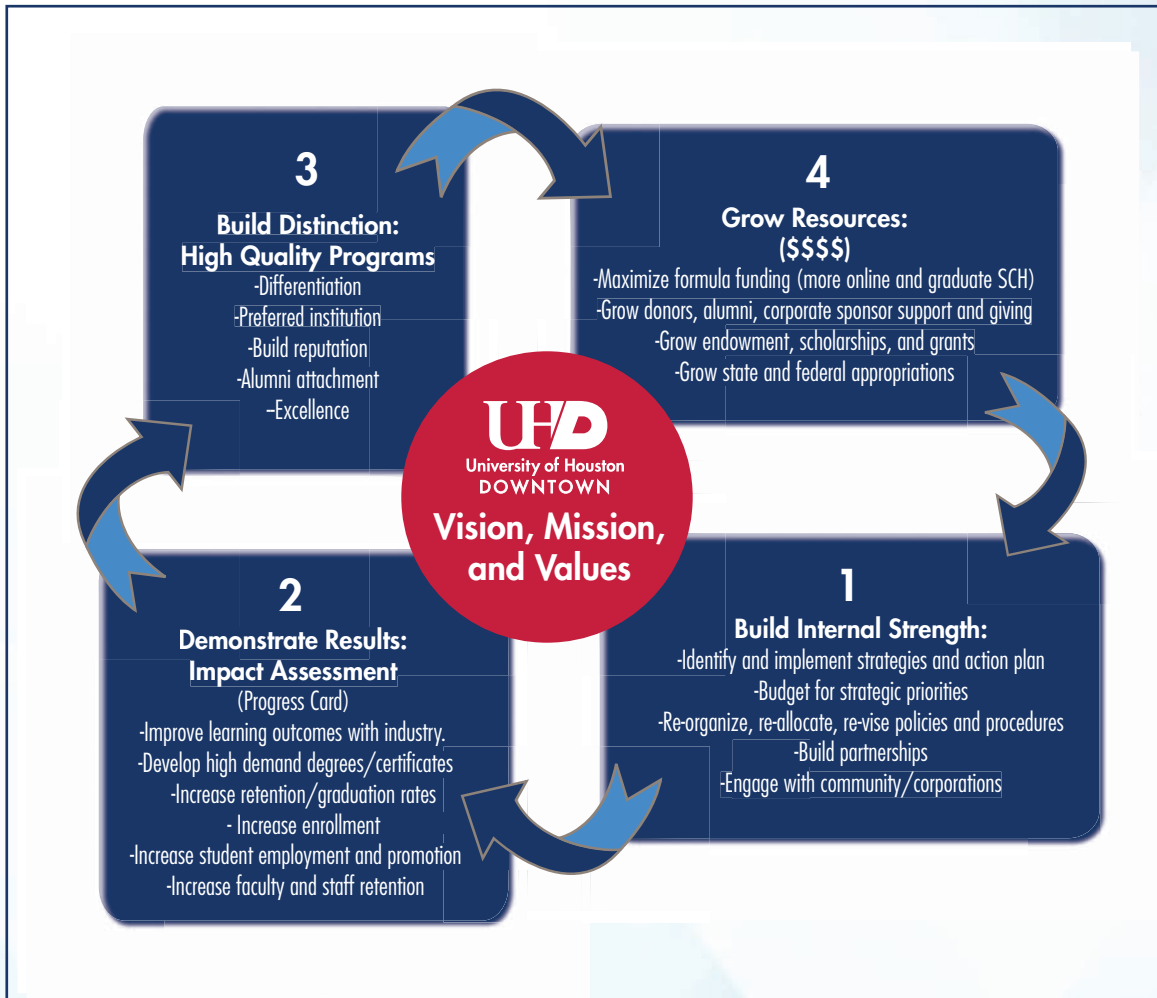 3
Build Distinction:
High Quality Programs
-Differentiation
-Preferred institution
-Build reputation
-Alumni attachment
–Excellence
4
Grow Resources:
($$$$)
-Maximize formula funding (more online and graduate SCH)
-Grow donors, alumni, corporate sponsor support and giving
-Grow endowment, scholarships, and grants
-Grow state and federal appropriations
UHD
University of Houston
DOWNTOWN
Vision, Mission,
and Values
2
Demonstrate Results:
Impact Assessment
(Progress Card)
-Improve learning outcomes with industry.
-Develop high demand degrees/certificates
-Increase retention/graduation rates
- Increase enrollment
-Increase student employment and promotion
-Increase faculty and staff retention
1
Build Internal Strength:
-Identify and implement strategies and action plan
-Budget for strategic priorities
-Re-organize, re-allocate, re-vise policies and procedures
-Build partnerships
-Engage with community/corporations